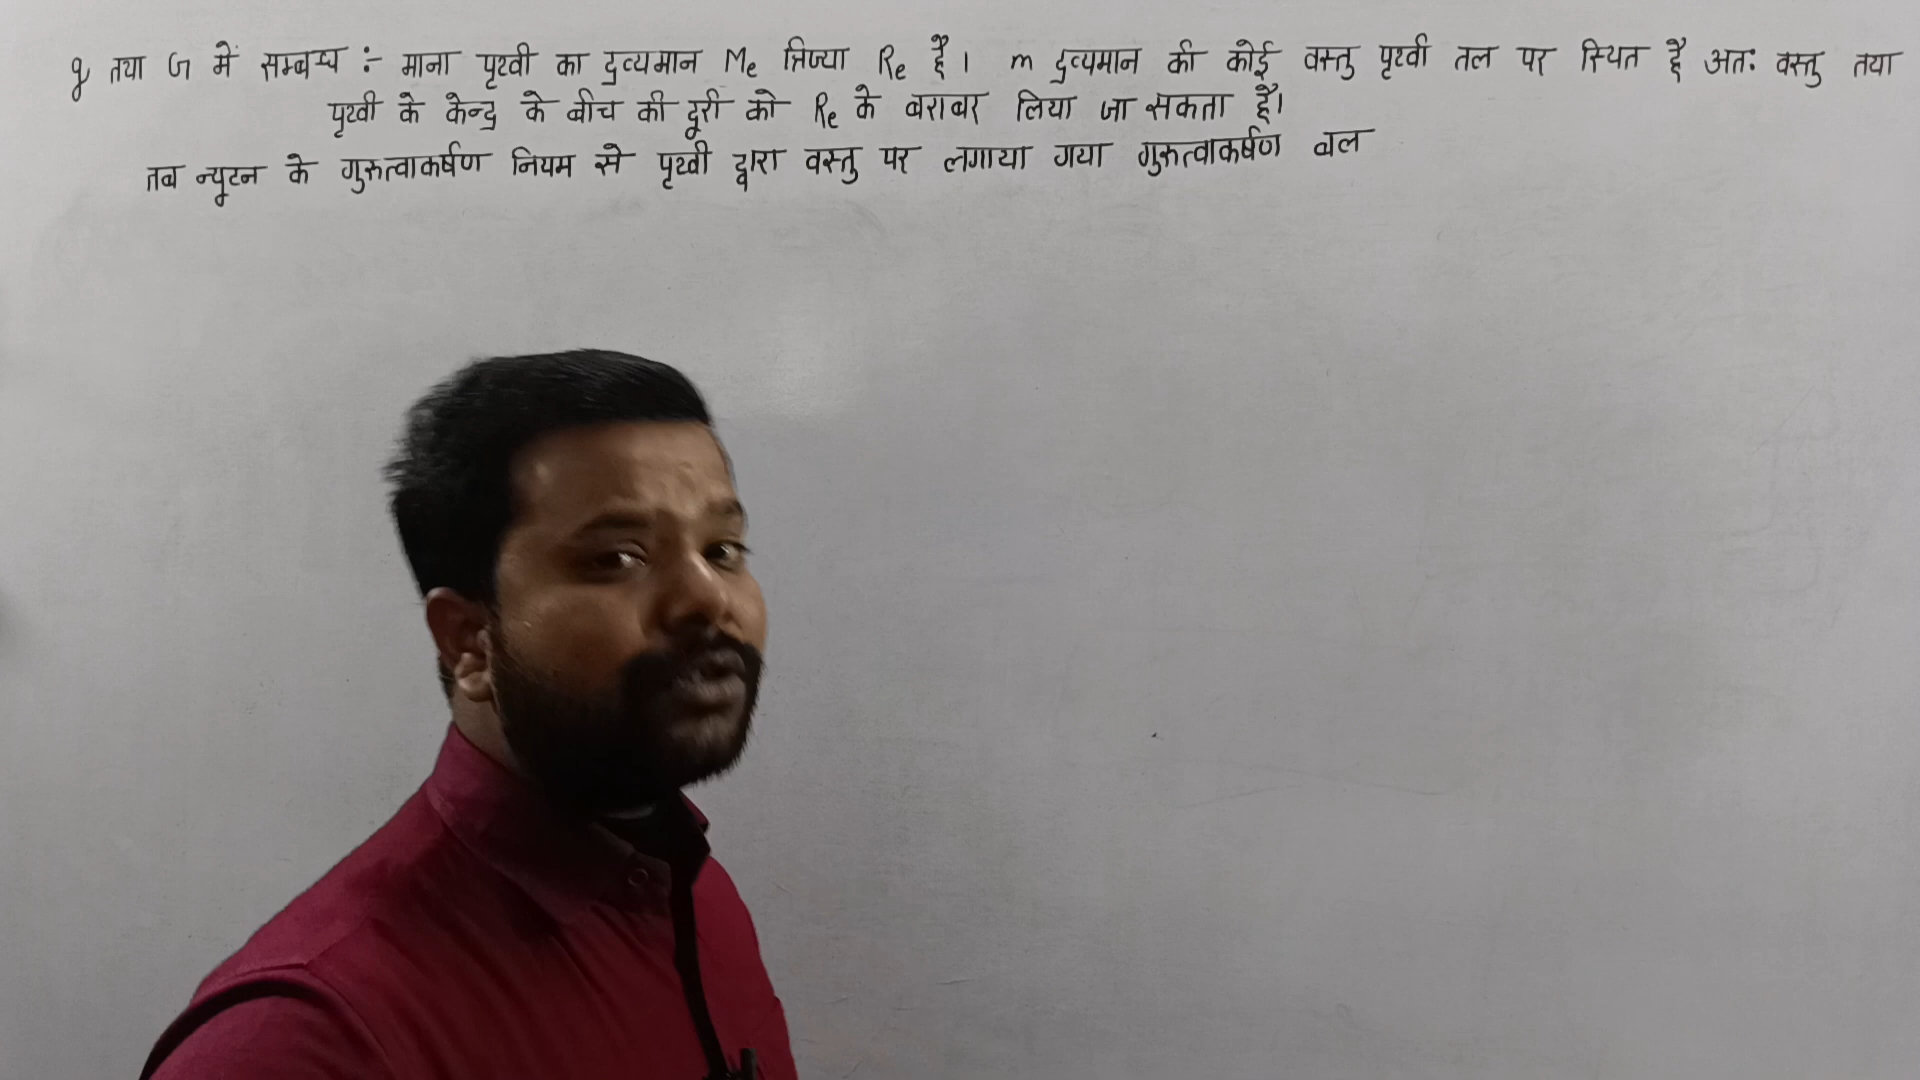 g तथा G में सम्बन्ध :- माना पृथ्वी का द्रव्यमान Me त्रिज्या Re है। m द्रव्यमान की कोई वस्तु पृथ्वी तल पर स्थित है अतः वस्तु तथा
पृथ्वी के केन्द्र के बीच की दूरी को Re के बराबर लिया जा सकता है।
तब न्यूटन के गुरुत्वाकर्षण नियम से पृथ्वी द्वारा वस्तु पर लगाया गया गुरुत्वाकर्षण बल